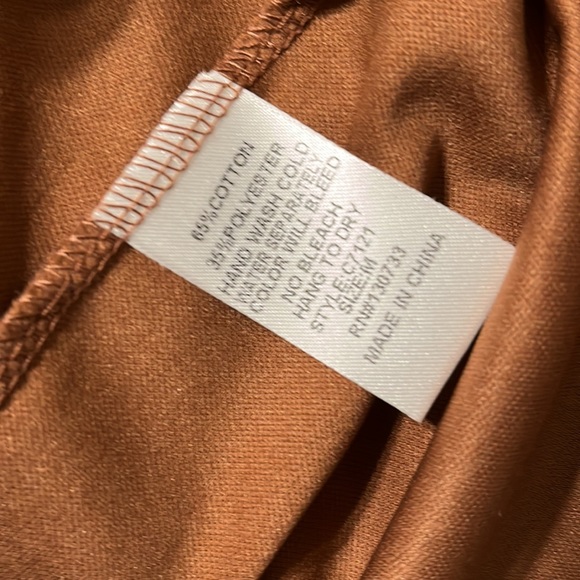 65%COTTON
35%POLYESTER
HAND WASH COLD
WATER SEPARATELY
COLOR WILL BLEED
NO BLEACH
HANG TO DRY
STYLE:C7121
SIZE:M
RN#130733
MADE IN CHINA